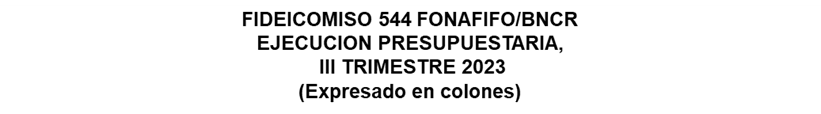 FIDEICOMISO 544 FONAFIFO/BNCR
EJECUCION PRESUPUESTARIA,
III TRIMESTRE 2023
(Expresado en colones)